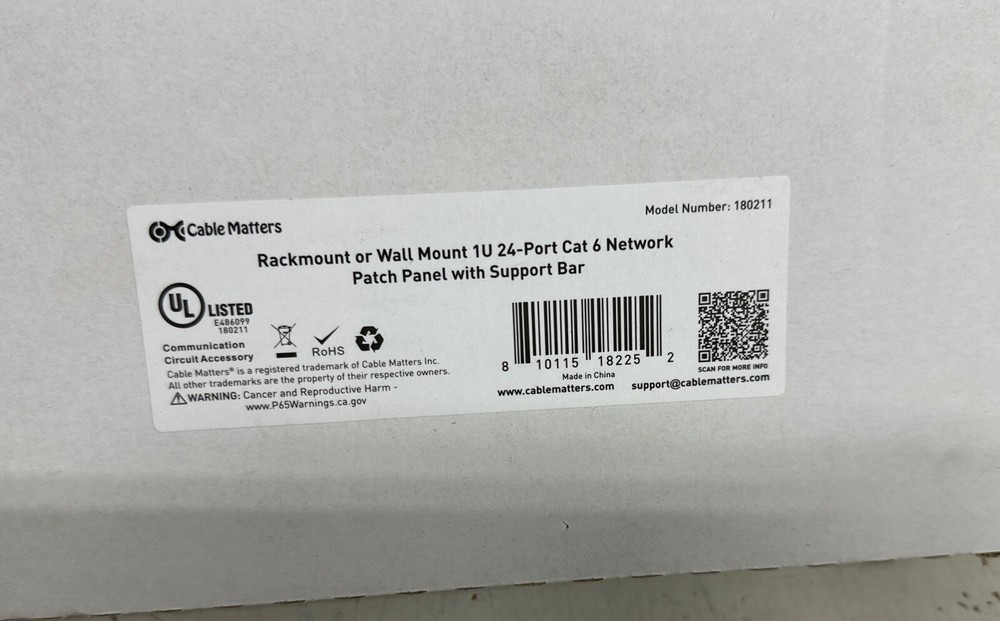 Cable Matters
Model Number: 180211
Rackmount or Wall Mount 1U 24-Port Cat 6 Network
Patch Panel with Support Bar
UL LISTED
E486099
180211
Communication
Circuit Accessory
RoHS
Cable Matters® is a registered trademark of Cable Matters Inc.
All other trademarks are the property of their respective owners.
WARNING: Cancer and Reproductive Harm -
www.P65Warnings.ca.gov
8 10115 18225 2
Made in China
www.cablematters.com
SCAN FOR MORE INFO
support@cablematters.com